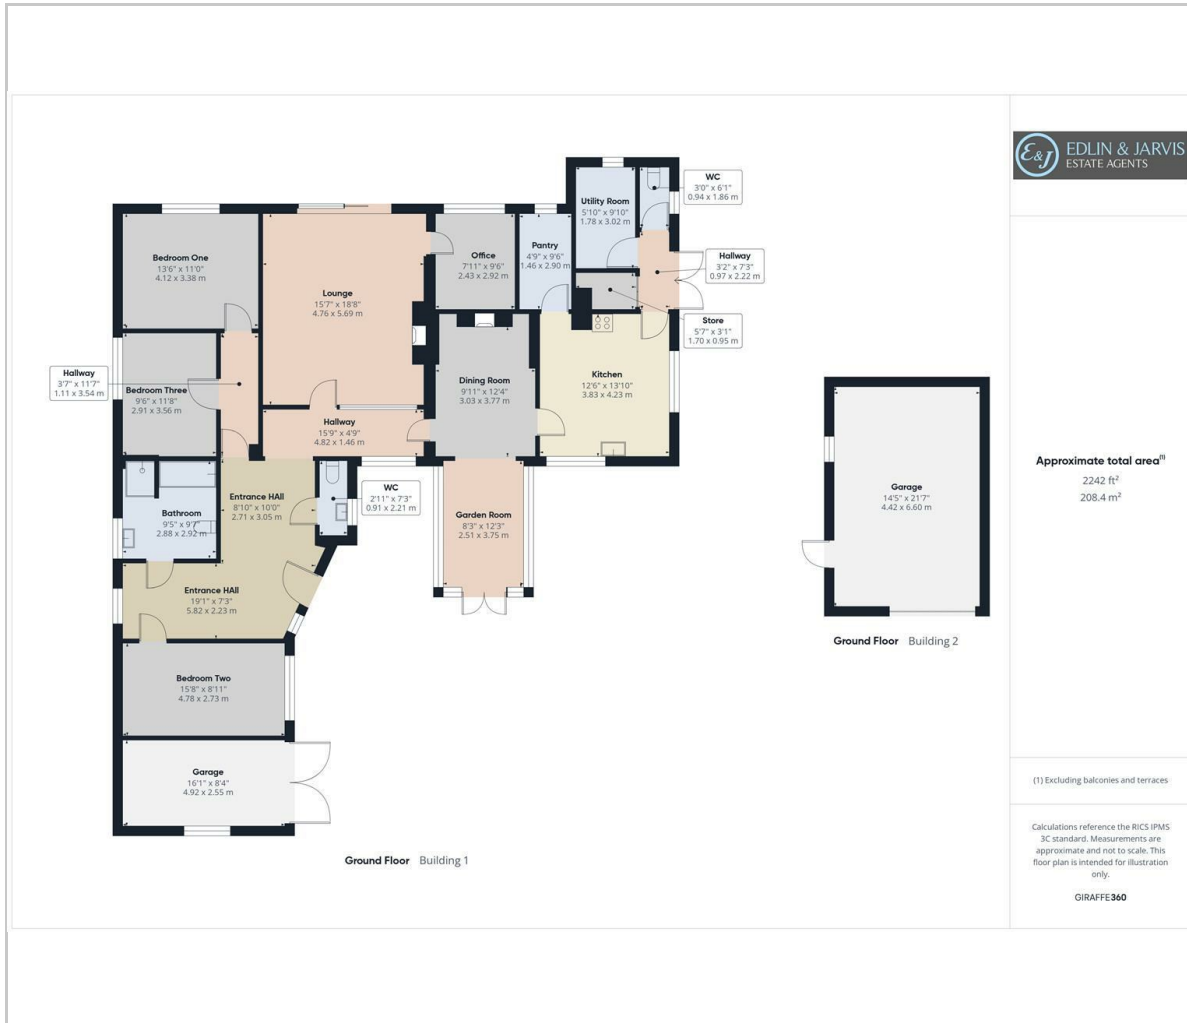 E&J
EDLIN & JARVIS
ESTATE AGENTS
WC
3'0" x 6'1"
0.94 x 1.86 m
Utility Room
5'10" x 9'10"
1.78 x 3.02 m
Bedroom One
13'6" x 11'0"
4.12 x 3.38 m
Lounge
15'7" x 18'8"
4.76 x 5.69 m
Office
7'11" x 9'6"
2.43 x 2.92 m
Pantry
4'9" x 9'6"
1.46 x 2.90 m
Hallway
3'2" x 7'3"
0.97 x 2.22 m
Store
5'7" x 3'1"
1.70 x 0.95 m
Hallway
3'7" x 11'7"
1.11 x 3.54 m
Bedroom Three
9'6" x 11'8"
2.91 x 3.56 m
Dining Room
9'11" x 12'4"
3.03 x 3.77 m
Kitchen
12'6" x 13'10"
3.83 x 4.23 m
Hallway
15'9" x 4'9"
4.82 x 1.46 m
Entrance HAll
8'10" x 10'0"
2.71 x 3.05 m
WC
2'11" x 7'3"
0.91 x 2.21 m
Bathroom
9'5" x 9'7"
2.88 x 2.92 m
Garden Room
8'3" x 12'3"
2.51 x 3.75 m
Entrance HAll
19'1" x 7'3"
5.82 x 2.23 m
Bedroom Two
15'8" x 8'11"
4.78 x 2.73 m
Garage
16'1" x 8'4"
4.92 x 2.55 m
Ground Floor Building 1
Garage
14'5" x 21'7"
4.42 x 6.60 m
Ground Floor Building 2
Approximate total area(1)
2242 ft²
208.4 m²
(1) Excluding balconies and terraces
Calculations reference the RICS IPMS
3C standard. Measurements are
approximate and not to scale. This
floor plan is intended for illustration
only.
GIRAFFE360